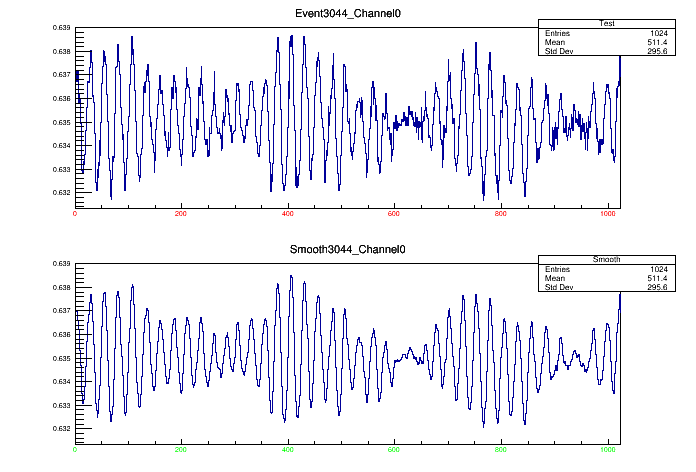 Event3044_Channel0
Test
Entries 1024
Mean 511.4
Std Dev 295.6
0.639
0.638
0.637
0.636
0.635
0.634
0.633
0.632
0 200 400 600 800 1000
Smooth3044_Channel0
Smooth
Entries 1024
Mean 511.4
Std Dev 295.6
0.639
0.638
0.637
0.636
0.635
0.634
0.633
0.632
0 200 400 600 800 1000